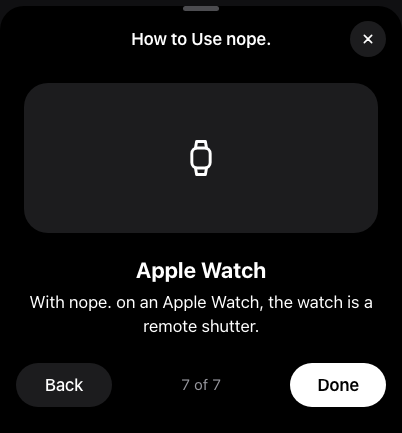 How to Use nope.
Apple Watch
With nope. on an Apple Watch, the watch is a
remote shutter.
Back
7 of 7
Done